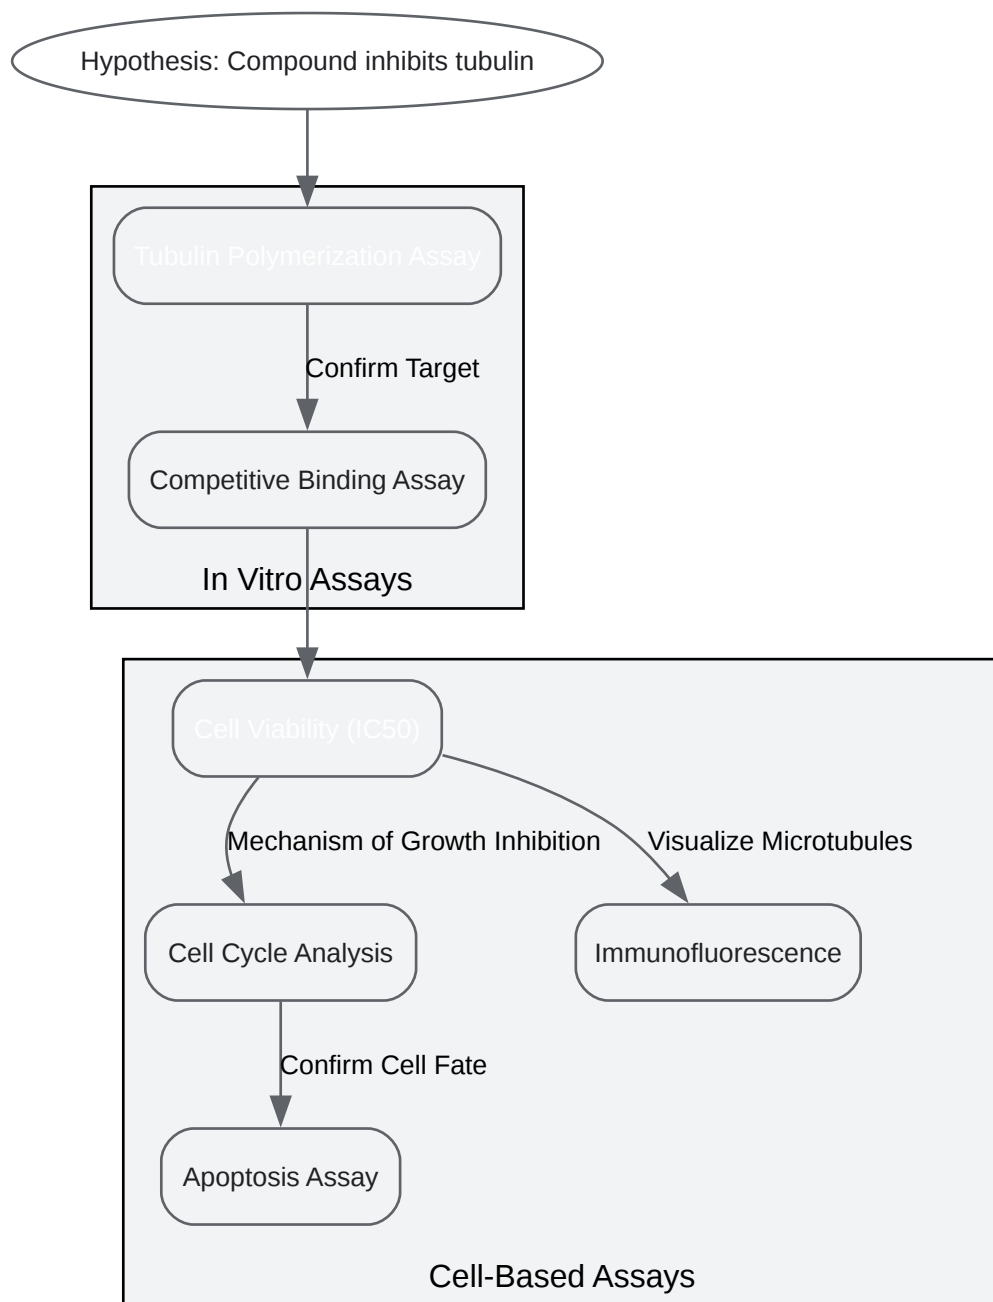 Hypothesis: Compound inhibits tubulin
Tubulin Polymerization Assay
Confirm Target
Competitive Binding Assay
In Vitro Assays
Cell Viability (IC50)
Mechanism of Growth Inhibition
Visualize Microtubules
Cell Cycle Analysis
Immunofluorescence
Confirm Cell Fate
Apoptosis Assay
Cell-Based Assays